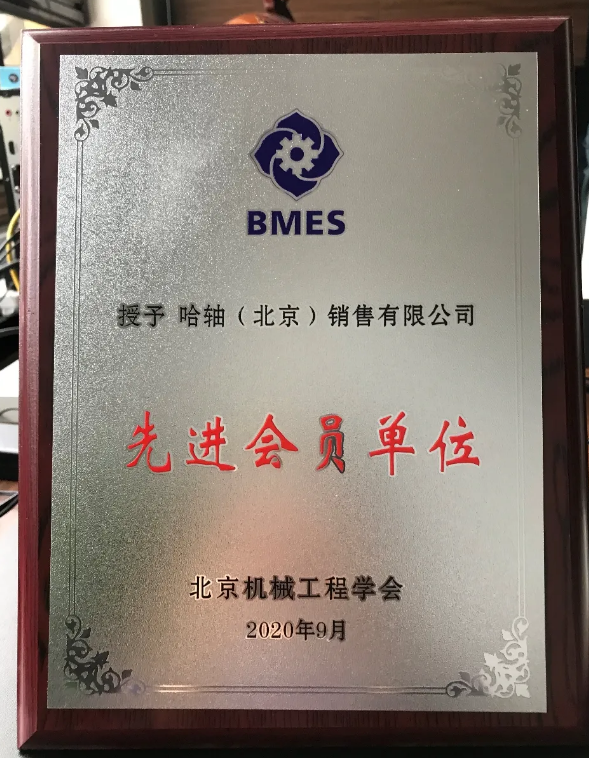 BMES
授予 哈轴（北京）销售有限公司
先进会员单位
北京机械工程学会
2020年9月